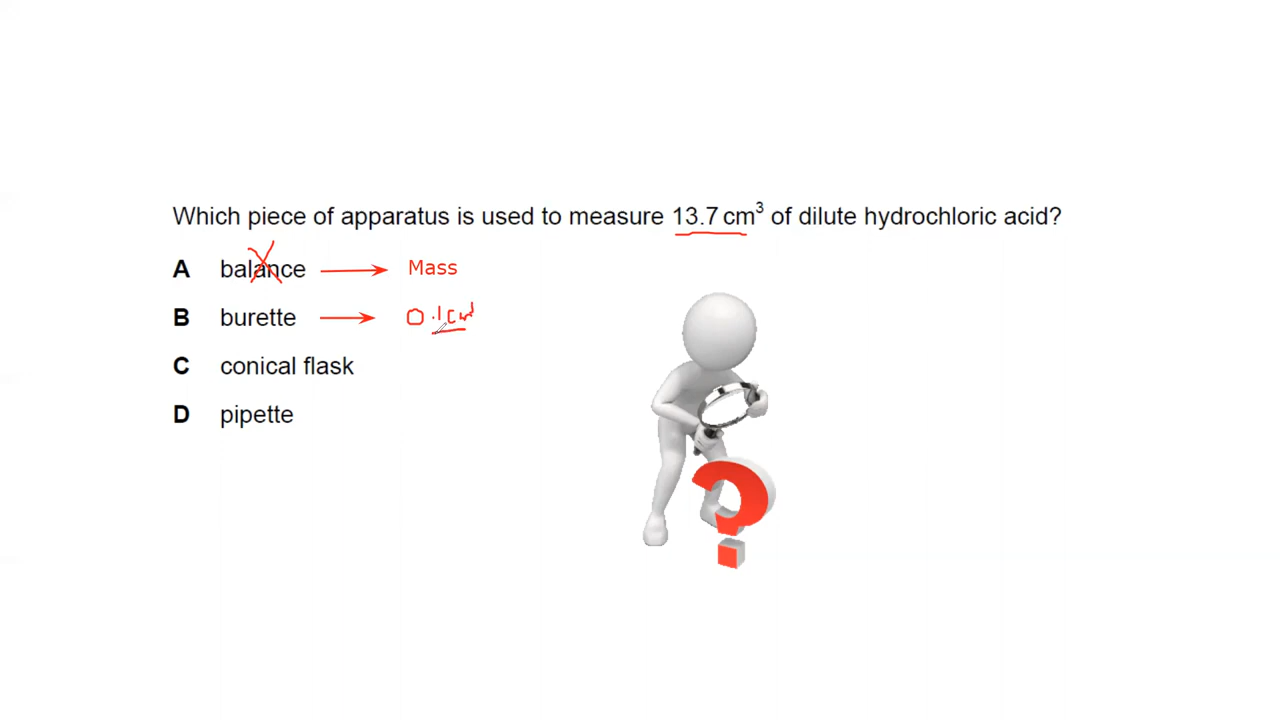 Which piece of apparatus is used to measure 13.7 cm³ of dilute hydrochloric acid?
A balance → Mass
B burette → 0.1cm³
C conical flask
D pipette
?